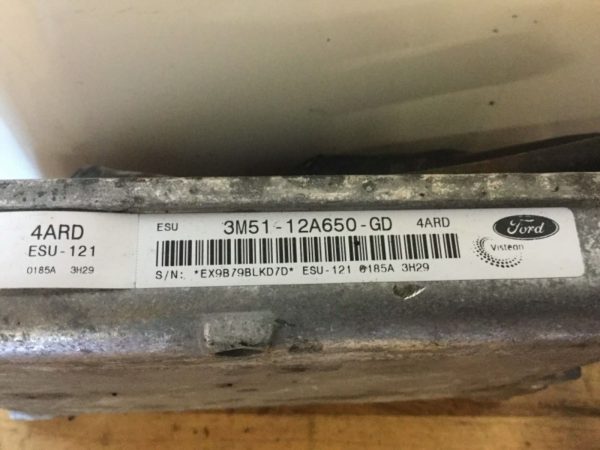 4ARD
ESU-121
0185A 3H29
ESU 3M51-12A650-GD 4ARD
S/N: *EX9B79BLKD7D* ESU-121 0185A 3H29
Ford
Visteon